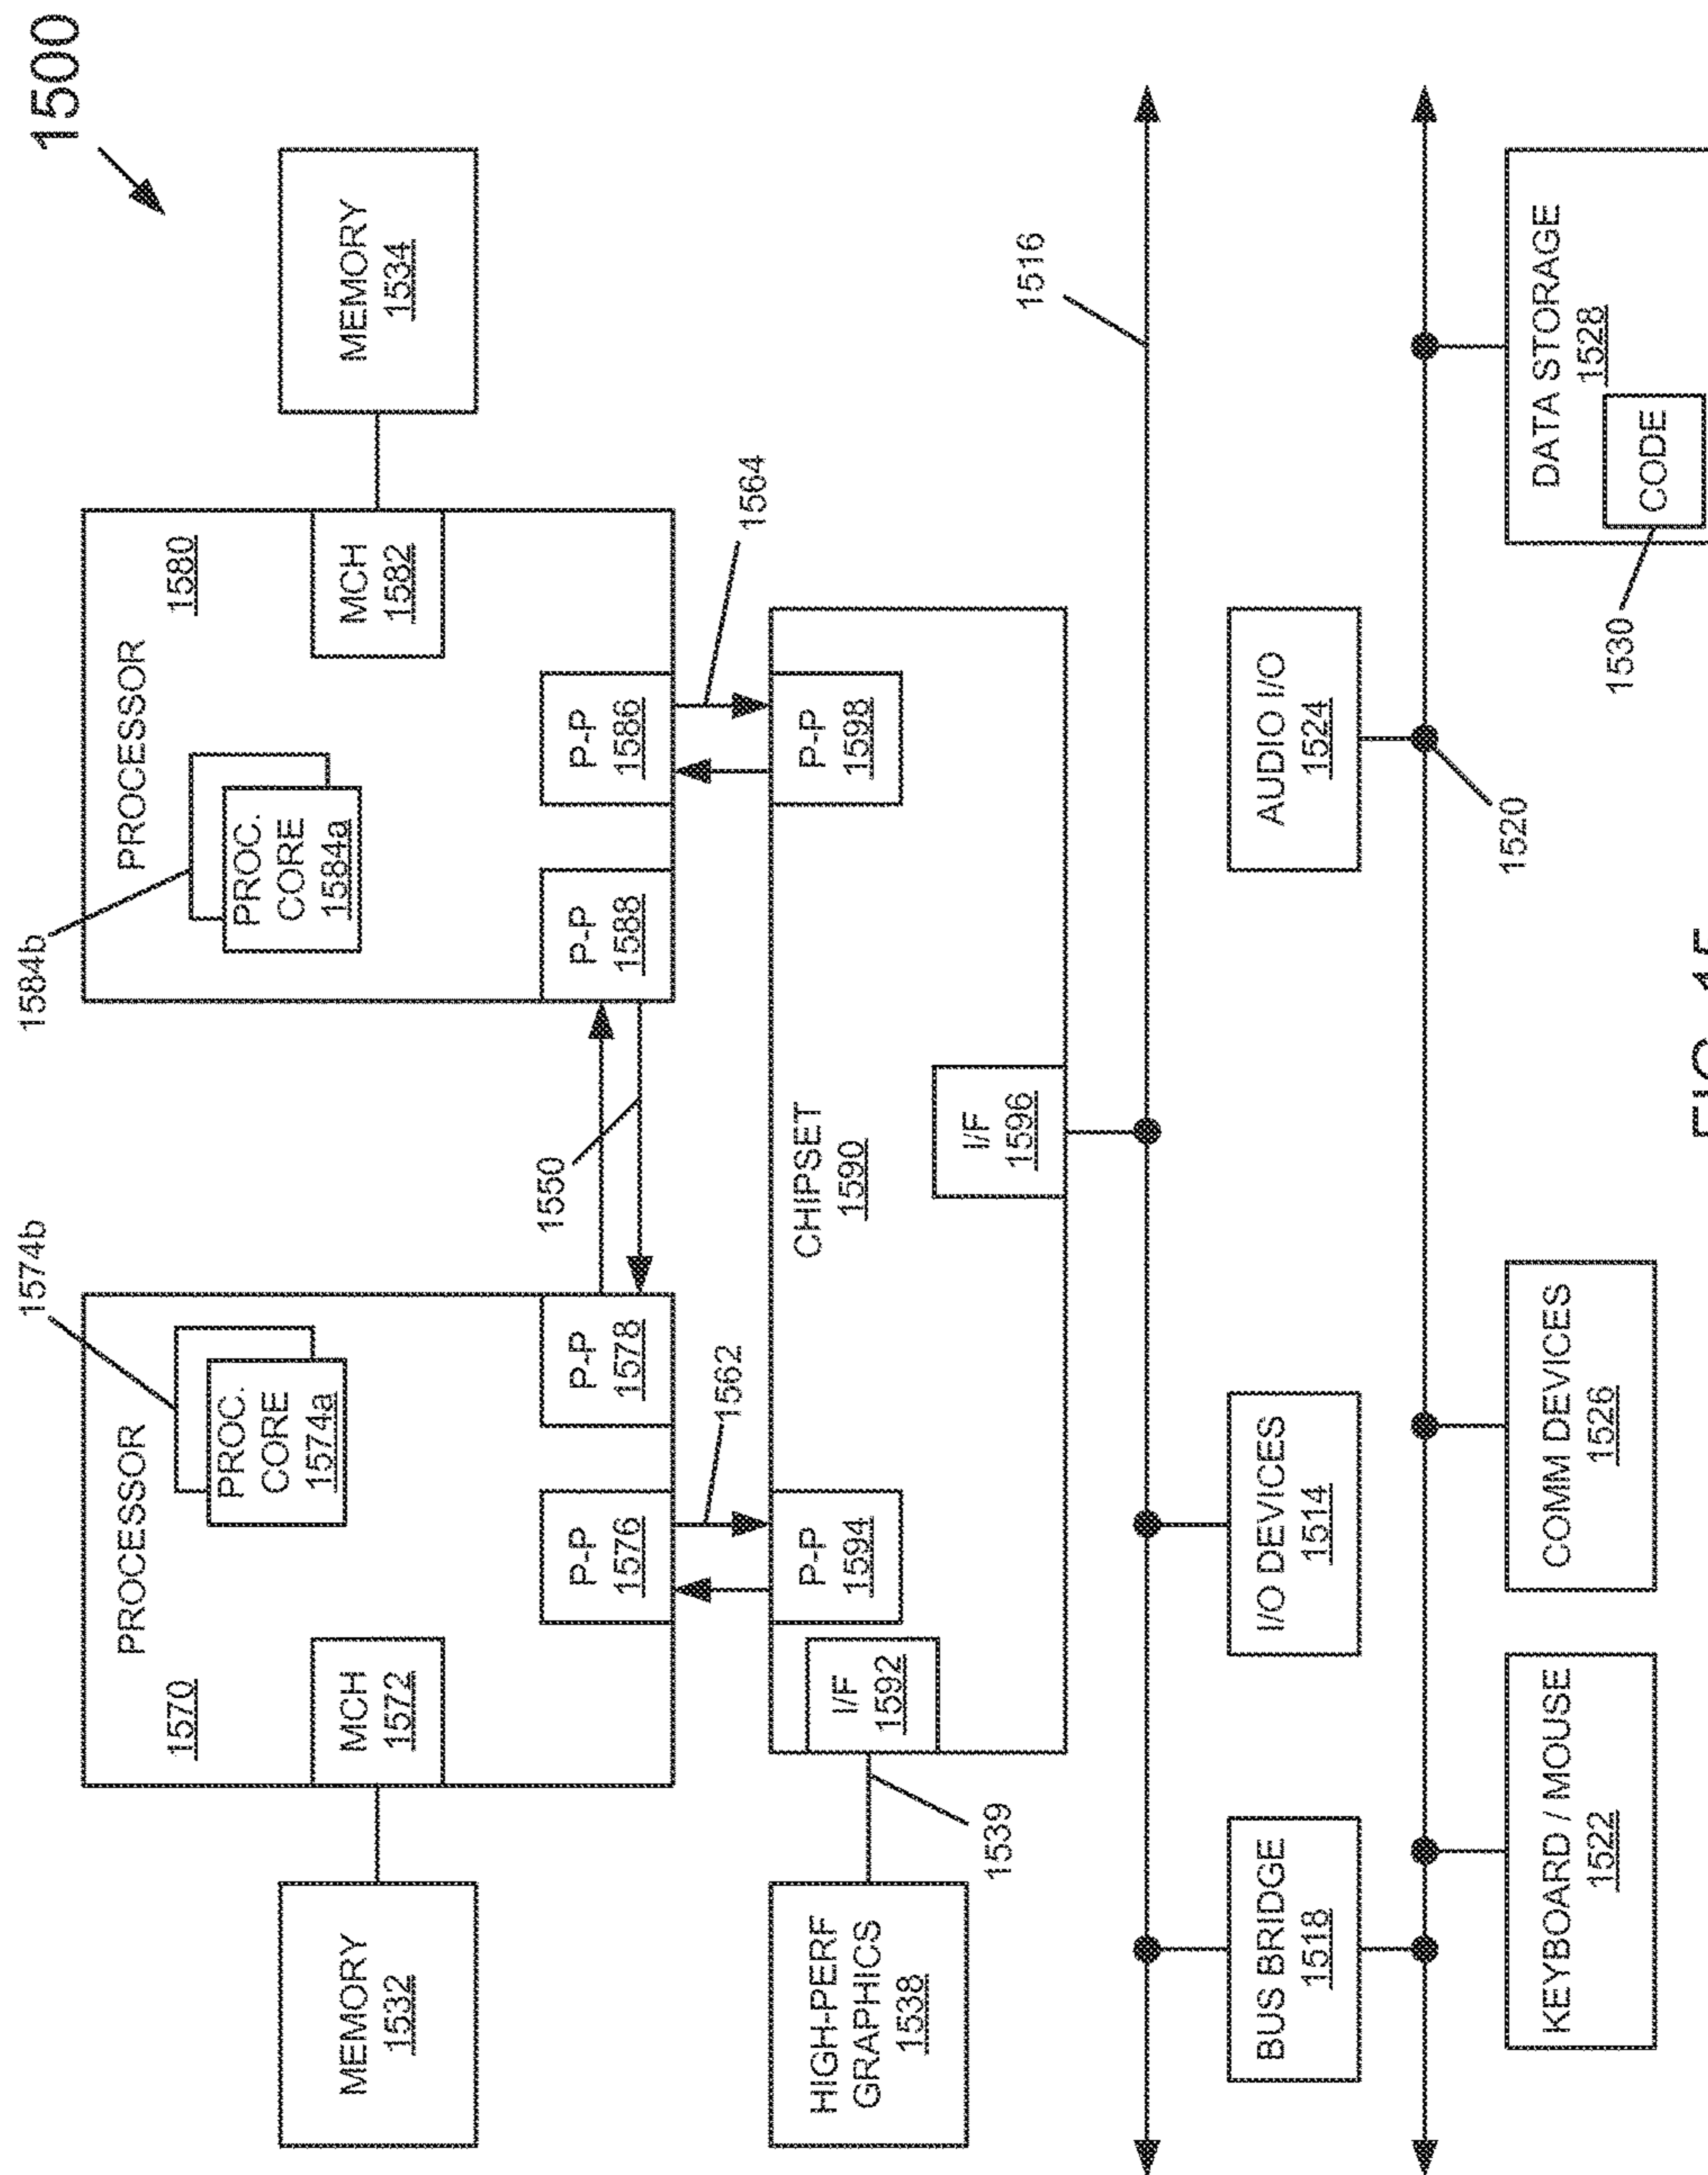 1500
1574b
1584b
PROCESSOR
1570
PROC.
CORE
1574a
PROCESSOR
1580
PROC.
CORE
1584a
MEMORY
1532
MCH
1572
MCH
1582
MEMORY
1534
1550
P-P
1576
P-P
1578
P-P
1588
P-P
1586
1562
1564
HIGH-PERF
GRAPHICS
1538
1539
I/F
1592
P-P
1594
CHIPSET
1590
P-P
1598
I/F
1596
1516
BUS BRIDGE
1518
I/O DEVICES
1514
AUDIO I/O
1524
1520
KEYBOARD / MOUSE
1522
COMM DEVICES
1526
DATA STORAGE
1528
1530
CODE
FIG. 15